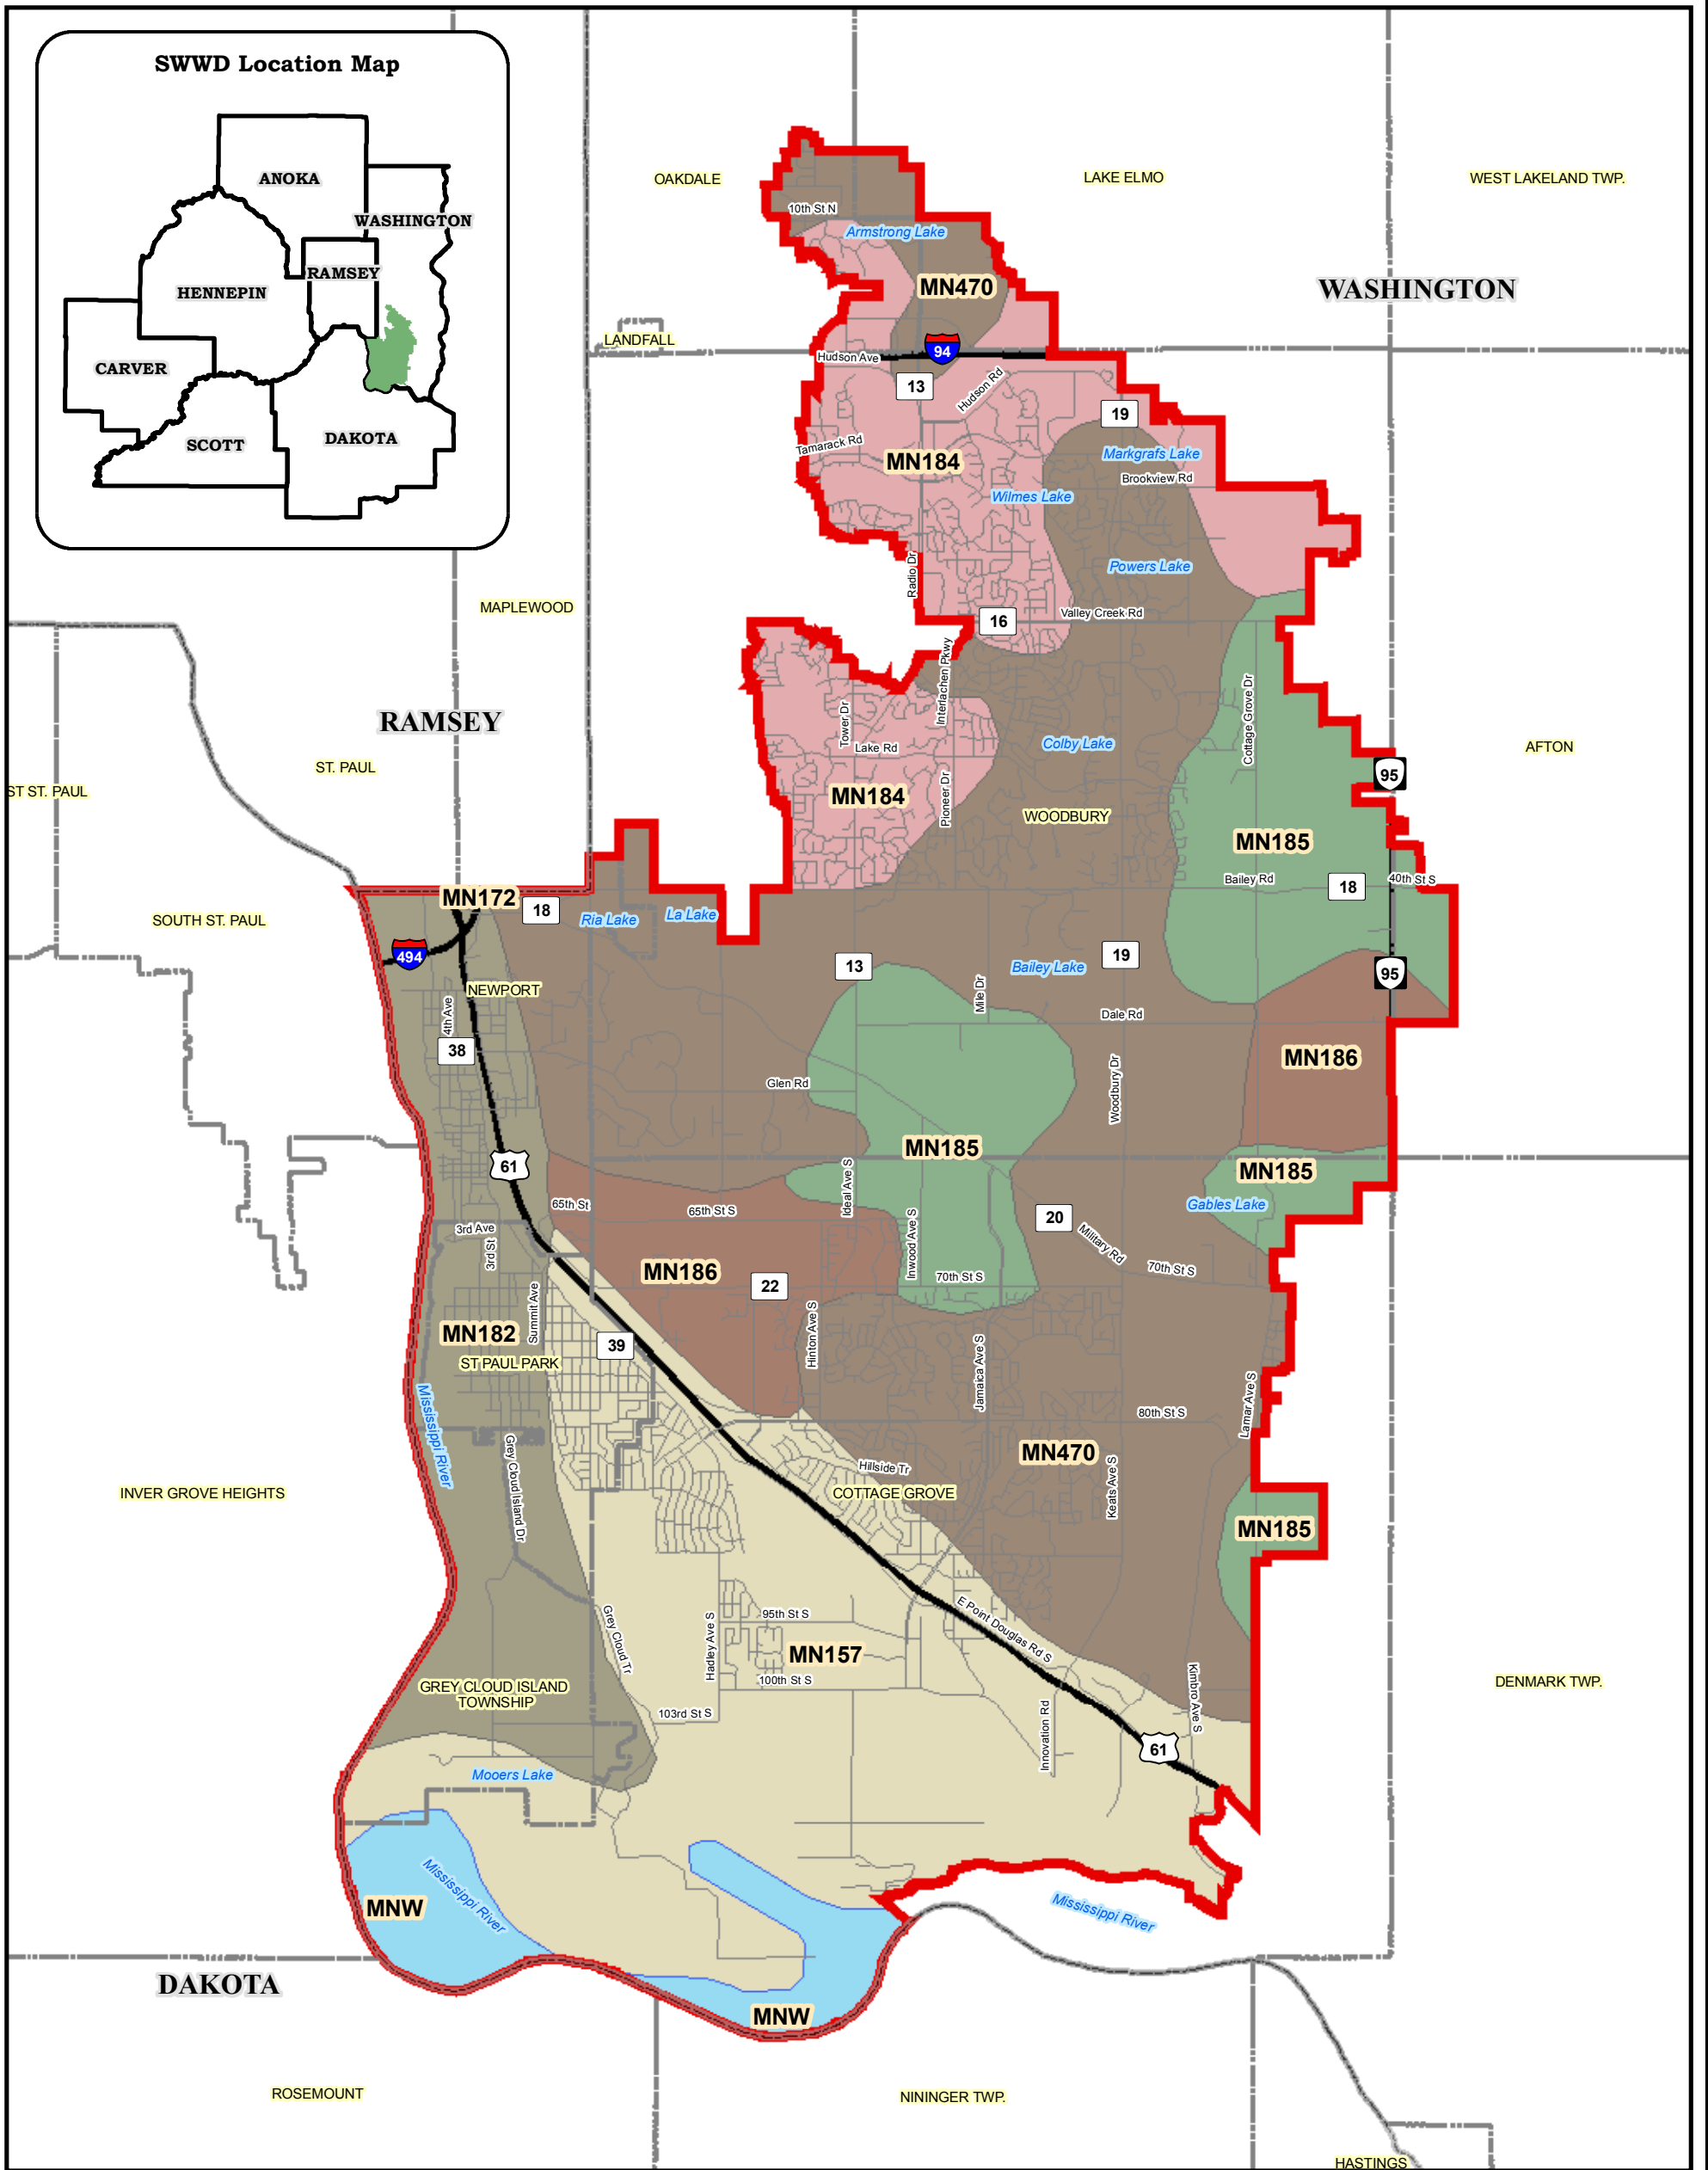 SWWD Location Map
ANOKA
WASHINGTON
RAMSEY
HENNEPIN
CARVER
SCOTT
DAKOTA
OAKDALE
LAKE ELMO
WEST LAKELAND TWP.
10th St N
Armstrong Lake
MN470
WASHINGTON
LANDFALL
94
Hudson Ave
13
Hudson Rd
19
Tamarack Rd
MN184
Markgrafs Lake
Brookview Rd
Wilmes Lake
Powers Lake
Radio Dr
MAPLEWOOD
16
Valley Creek Rd
Interlachen Pkwy
RAMSEY
Tower Dr
Cottage Grove Dr
Lake Rd
Colby Lake
AFTON
ST. PAUL
95
ST ST. PAUL
MN184
Pioneer Dr
WOODBURY
MN185
Bailey Rd
18
40th St S
MN172
18
Ria Lake
La Lake
SOUTH ST. PAUL
494
13
19
Bailey Lake
95
NEWPORT
4th Ave
Mile Dr
Dale Rd
38
MN186
Glen Rd
Woodbury Dr
MN185
61
MN185
Ideal Ave S
65th St
65th St S
Gables Lake
20
3rd Ave
3rd St
Inwood Ave S
Military Rd
70th St S
70th St S
MN186
22
Summit Ave
MN182
39
Hinton Ave S
ST PAUL PARK
Jamaica Ave S
Mississippi River
80th St S
Lamar Ave S
MN470
Hillside Tr
Keats Ave S
Grey Cloud Island Dr
INVER GROVE HEIGHTS
COTTAGE GROVE
MN185
Grey Cloud Tr
95th St S
Hadley Ave S
E Point Douglas Rd S
MN157
100th St S
GREY CLOUD ISLAND
TOWNSHIP
Kimbro Ave S
DENMARK TWP.
103rd St S
Innovation Rd
61
Mooers Lake
Mississippi River
MNW
Mississippi River
DAKOTA
MNW
ROSEMOUNT
NININGER TWP.
HASTINGS